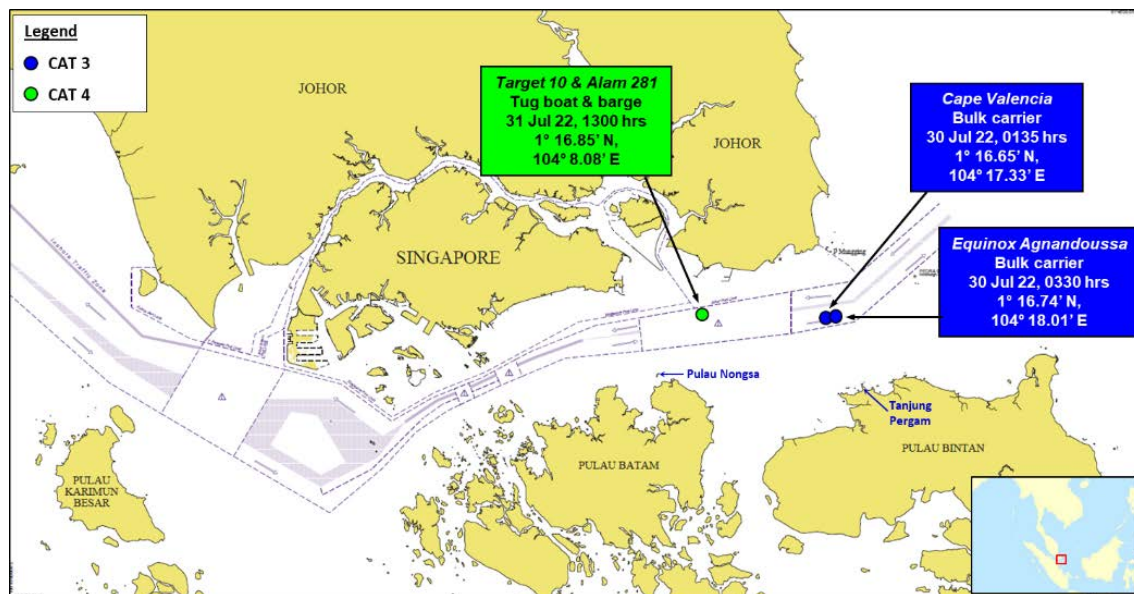 Legend
CAT 3
CAT 4
JOHOR
Target 10 & Alam 281
Tug boat & barge
31 Jul 22, 1300 hrs
1° 16.85’ N,
104° 8.08’ E
JOHOR
Cape Valencia
Bulk carrier
30 Jul 22, 0135 hrs
1° 16.65’ N,
104° 17.33’ E
Equinox Agnandoussa
Bulk carrier
30 Jul 22, 0330 hrs
1° 16.74’ N,
104° 18.01’ E
SINGAPORE
Inshore Traffic Zone
Pulau Nongsa
Tanjung
Pergam
PULAU BINTAN
PULAU BATAM
PULAU
KARIMUN
BESAR